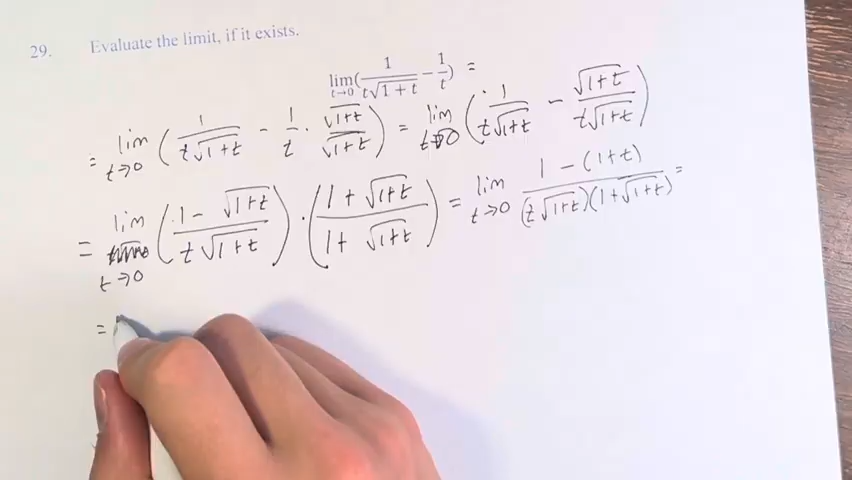 29. Evaluate the limit, if it exists.
lim t→0 (1/(t√(1+t)) − 1/t) =
= lim t→0 (1/(t√(1+t)) − 1/t · √(1+t)/√(1+t)) = lim t→0 (1/(t√(1+t)) − √(1+t)/(t√(1+t)))
= lim t→0 ((1 − √(1+t))/(t√(1+t))) · ((1 + √(1+t))/(1 + √(1+t))) = lim t→0 (1 − (1+t))/((t√(1+t))(1+√(1+t))) =
=